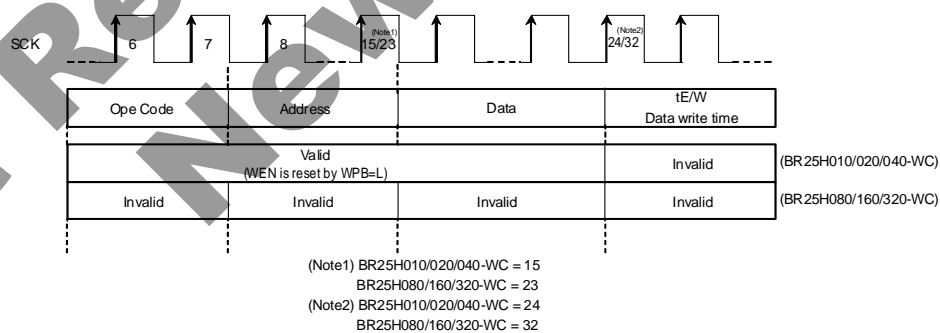 SCK
6 7 8 (Note1) 15/23 (Note2) 24/32
Ope Code Address Data tE/W
Data write time
Valid
(WEN is reset by WPB=L)
Invalid (BR25H010/020/040-WC)
Invalid Invalid Invalid Invalid (BR25H080/160/320-WC)
(Note1) BR25H010/020/040-WC = 15
BR25H080/160/320-WC = 23
(Note2) BR25H010/020/040-WC = 24
BR25H080/160/320-WC = 32